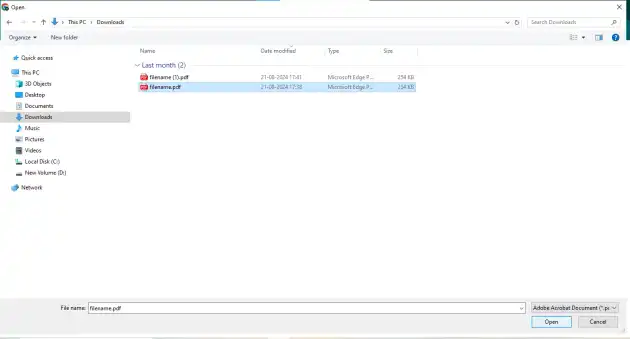 Open
This PC > Downloads
Search Downloads
Organize
New folder
Name
Date modified
Type
Size
Last month (2)
filename (1).pdf 21-08-2024 17:41 Microsoft Edge P... 254 KB
filename.pdf 21-08-2024 17:38 Microsoft Edge P... 254 KB
Quick access
This PC
3D Objects
Desktop
Documents
Downloads
Music
Pictures
Videos
Local Disk (C:)
New Volume (D:)
Network
File name: filename.pdf
Adobe Acrobat Document (*.p
Open
Cancel